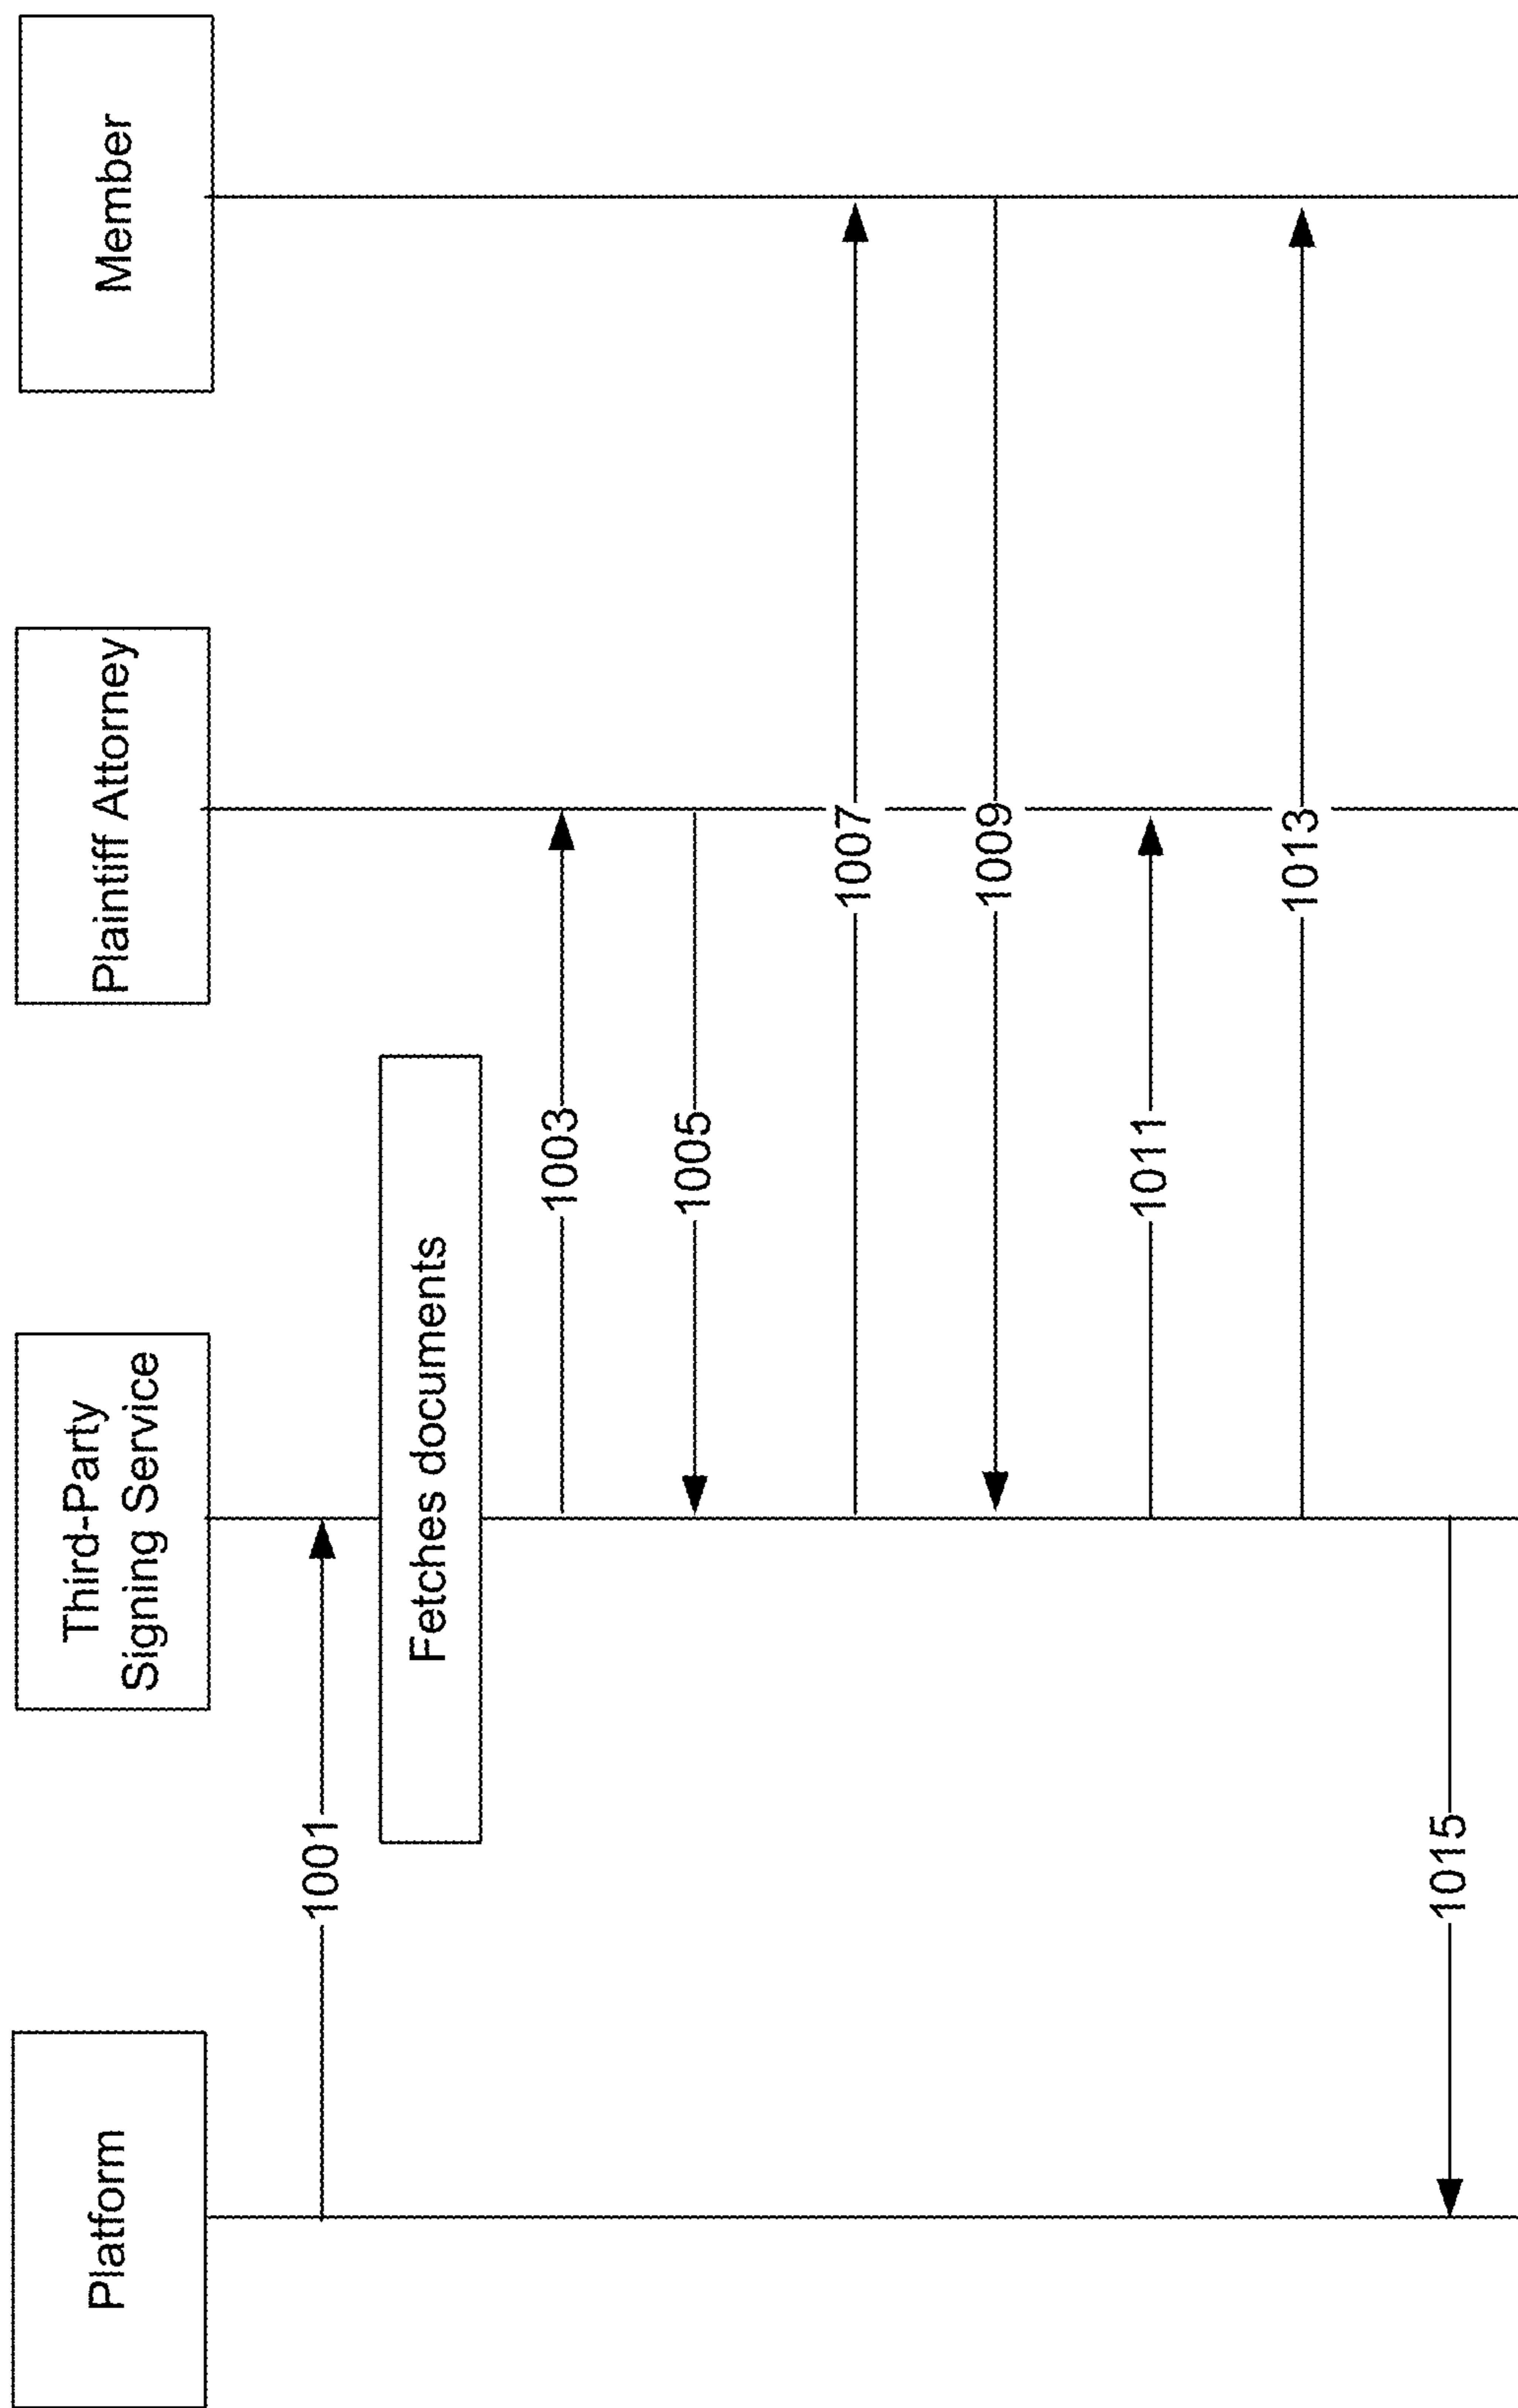 Platform
Third-Party
Signing Service
Plaintiff Attorney
Member
1001
Fetches documents
1003
1005
1007
1009
1011
1013
1015